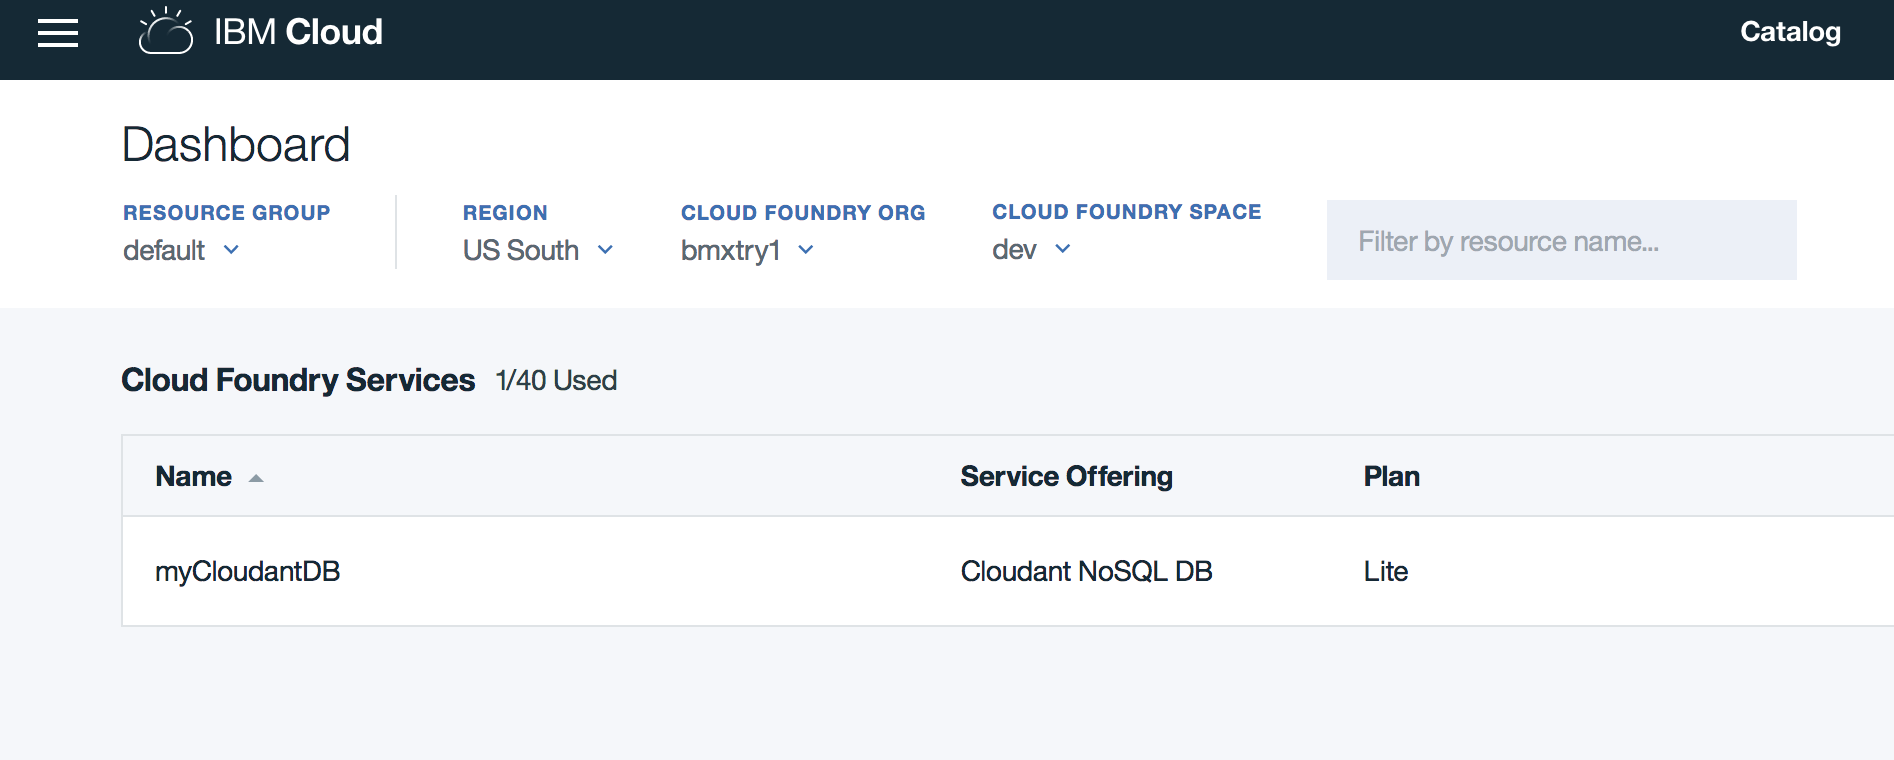 IBM Cloud
Catalog
Dashboard
RESOURCE GROUP
default
REGION
US South
CLOUD FOUNDRY ORG
bmxtry1
CLOUD FOUNDRY SPACE
dev
Filter by resource name...
Cloud Foundry Services 1/40 Used
Name Service Offering Plan
myCloudantDB Cloudant NoSQL DB Lite